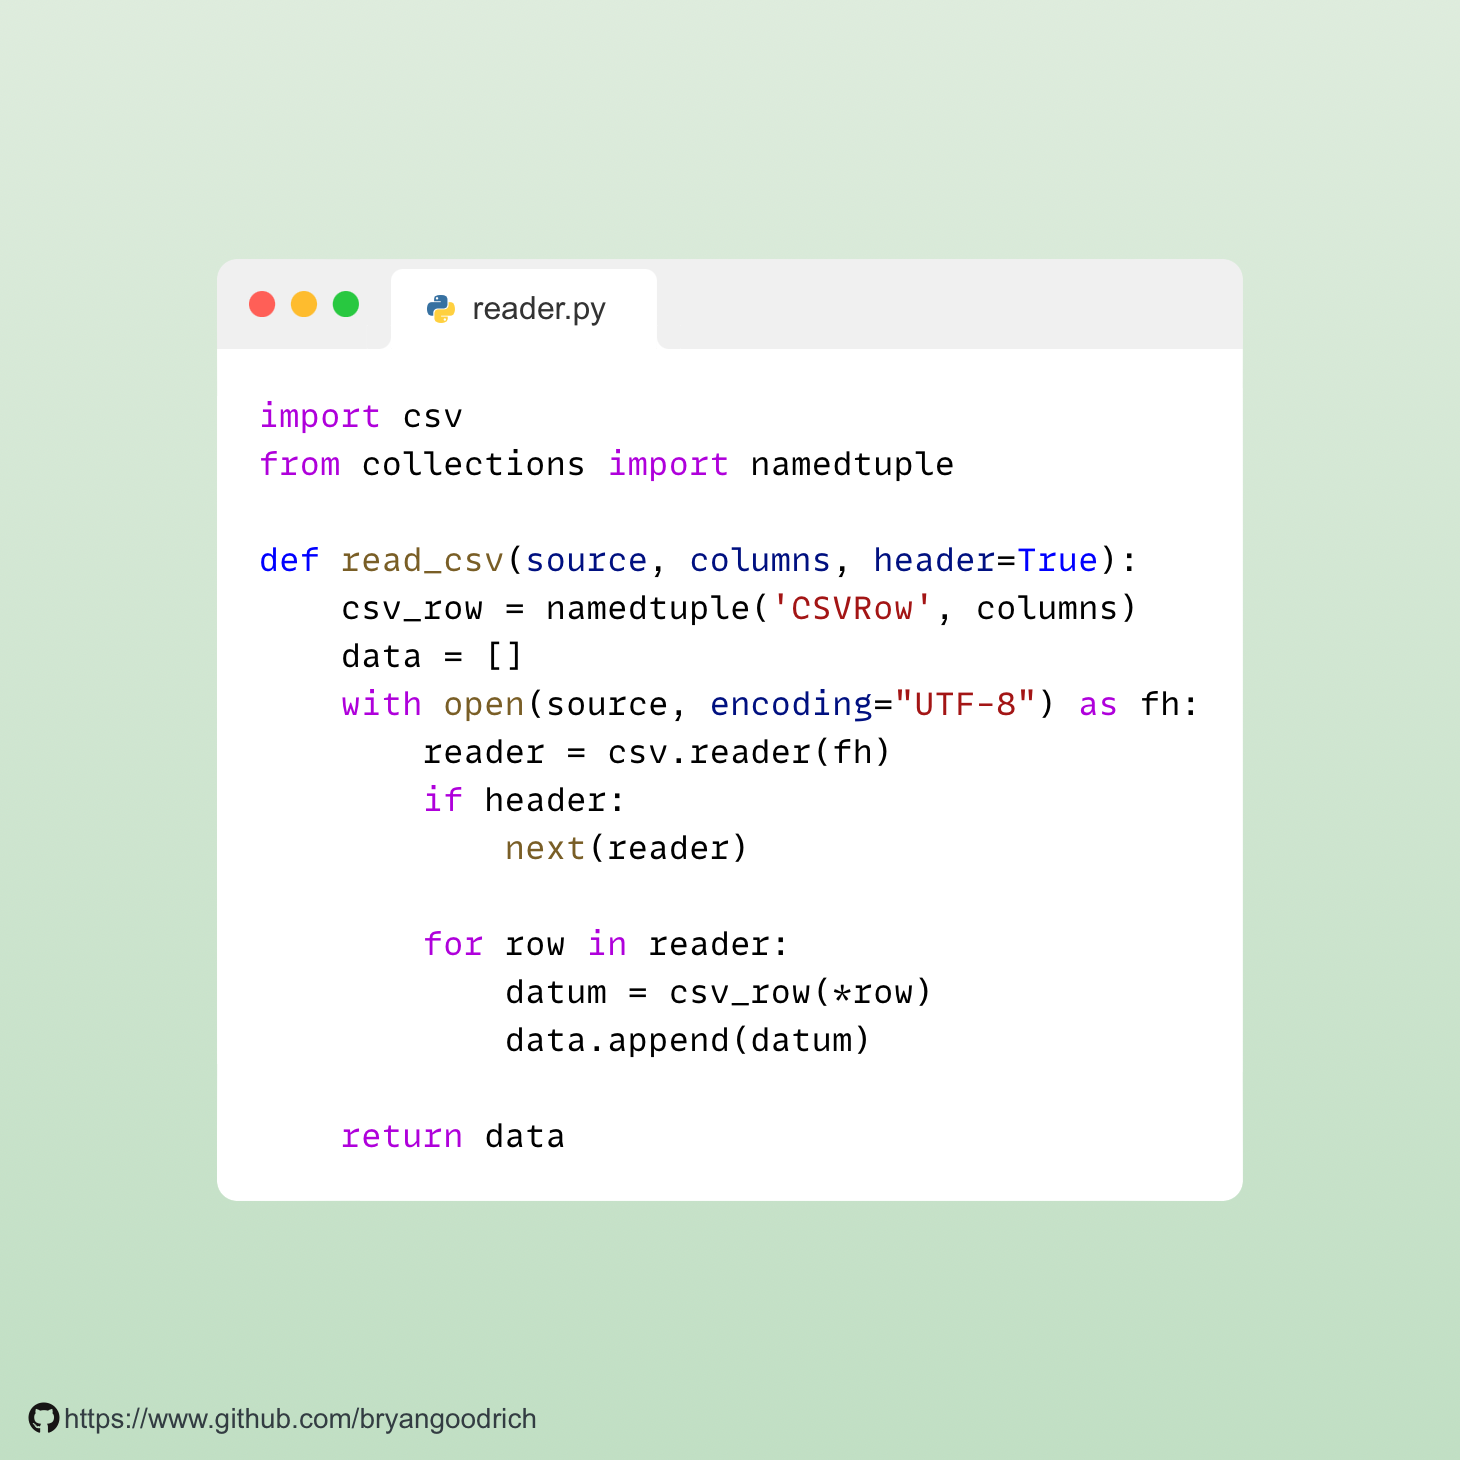 reader.py
import csv
from collections import namedtuple
def read_csv(source, columns, header=True):
    csv_row = namedtuple('CSVRow', columns)
    data = []
    with open(source, encoding="UTF-8") as fh:
        reader = csv.reader(fh)
        if header:
            next(reader)
        for row in reader:
            datum = csv_row(*row)
            data.append(datum)
    return data
https://www.github.com/bryangoodrich